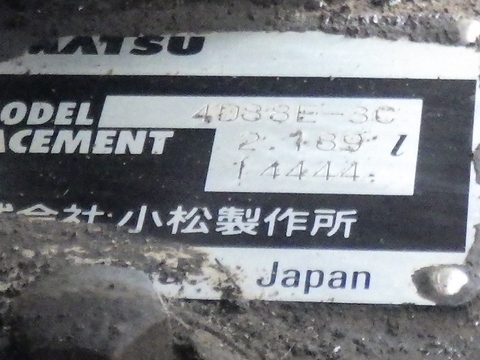 MATSU
ODEL 4D88E-3C
ACEMENT 2.189 l
14444.
式会社 小松製作所
Japan